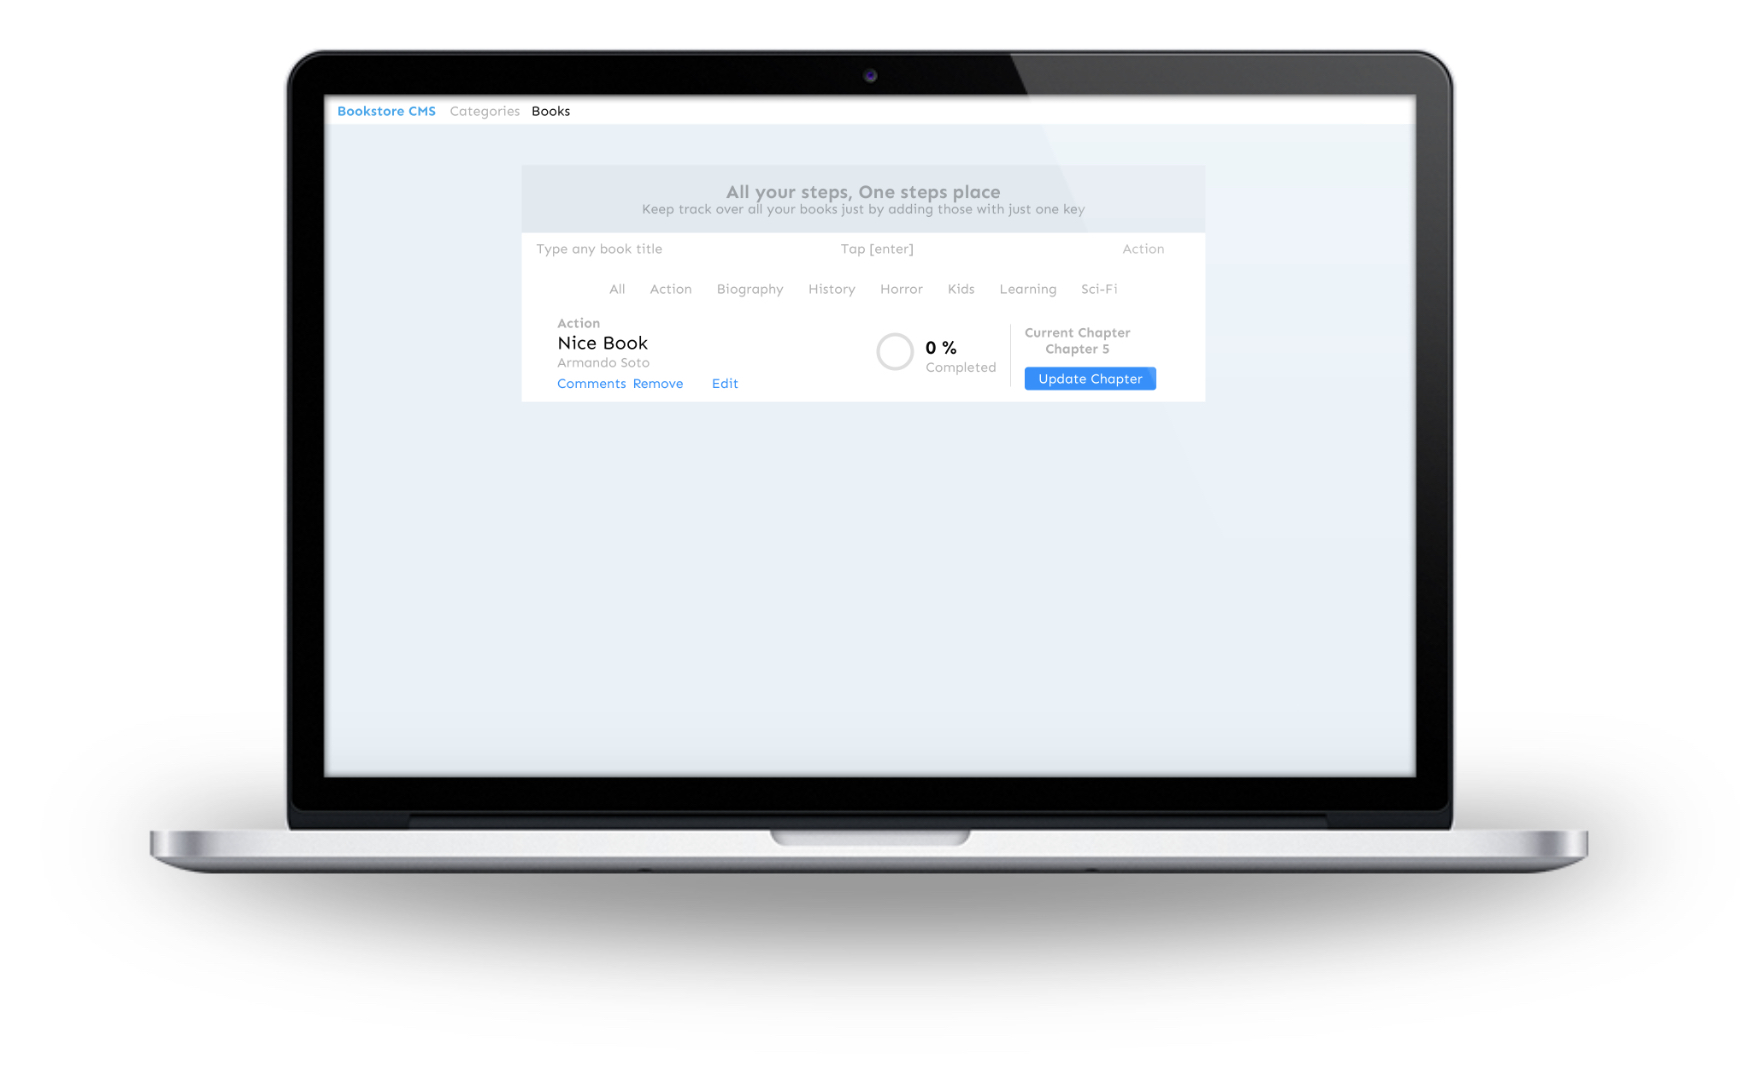 Bookstore CMS Categories Books
All your steps, One steps place
Keep track over all your books just by adding those with just one key
Type any book title Tap [enter] Action
All Action Biography History Horror Kids Learning Sci-Fi
Action
Nice Book
Armando Soto
Comments Remove Edit
0 %
Completed
Current Chapter
Chapter 5
Update Chapter